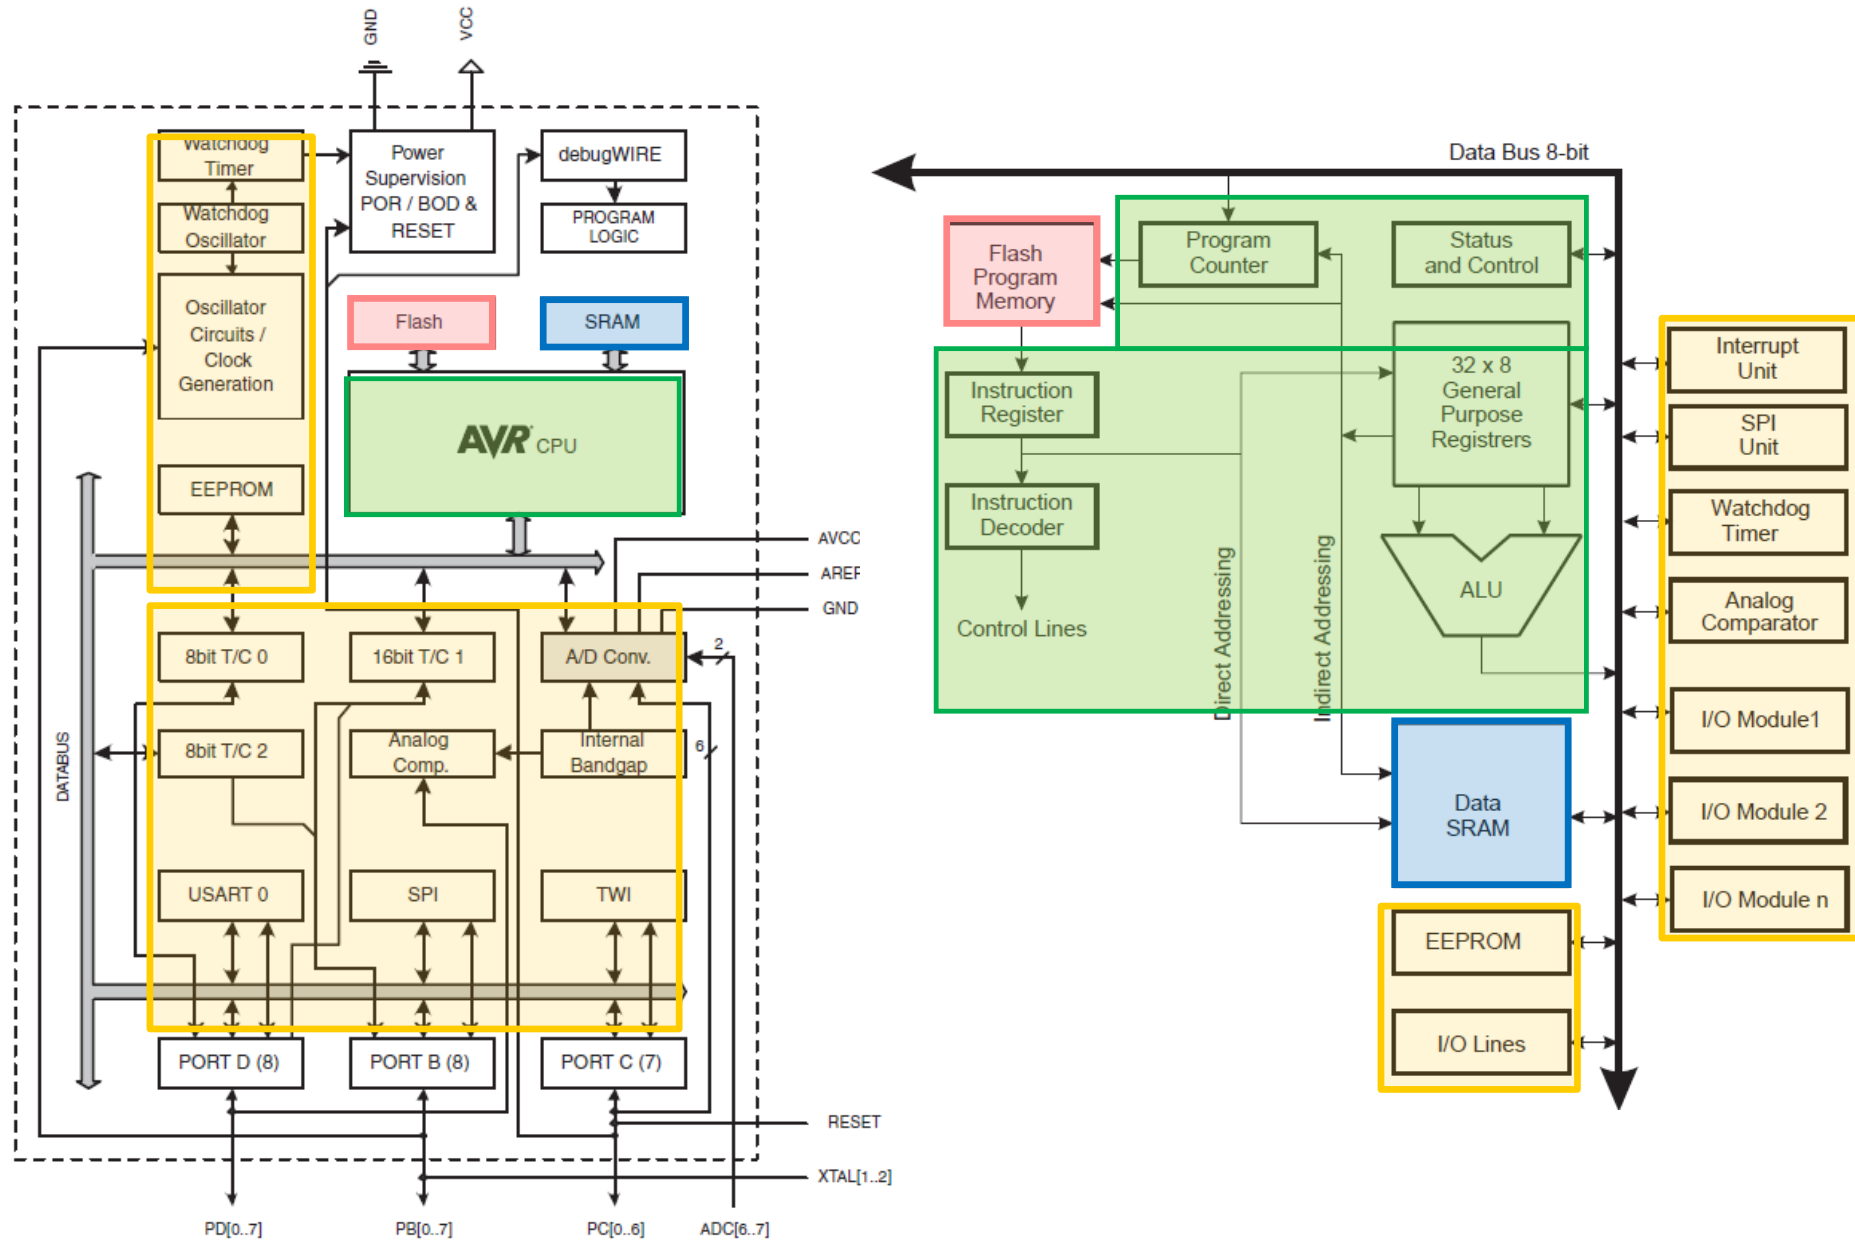 GND
VCC
Watchdog
Timer
Watchdog
Oscillator
Oscillator
Circuits /
Clock
Generation
EEPROM
Power
Supervision
POR / BOD &
RESET
debugWIRE
PROGRAM
LOGIC
Flash
SRAM
AVR CPU
AVCC
AREF
GND
8bit T/C 0
16bit T/C 1
A/D Conv.
2
8bit T/C 2
Analog
Comp.
Internal
Bandgap
6
DATABUS
USART 0
SPI
TWI
PORT D (8)
PORT B (8)
PORT C (7)
RESET
XTAL[1..2]
PD[0..7]
PB[0..7]
PC[0..6]
ADC[6..7]
Data Bus 8-bit
Flash
Program
Memory
Program
Counter
Status
and Control
Instruction
Register
32 x 8
General
Purpose
Registrers
Instruction
Decoder
Control Lines
Direct Addressing
Indirect Addressing
ALU
Data
SRAM
EEPROM
I/O Lines
Interrupt
Unit
SPI
Unit
Watchdog
Timer
Analog
Comparator
I/O Module1
I/O Module 2
I/O Module n